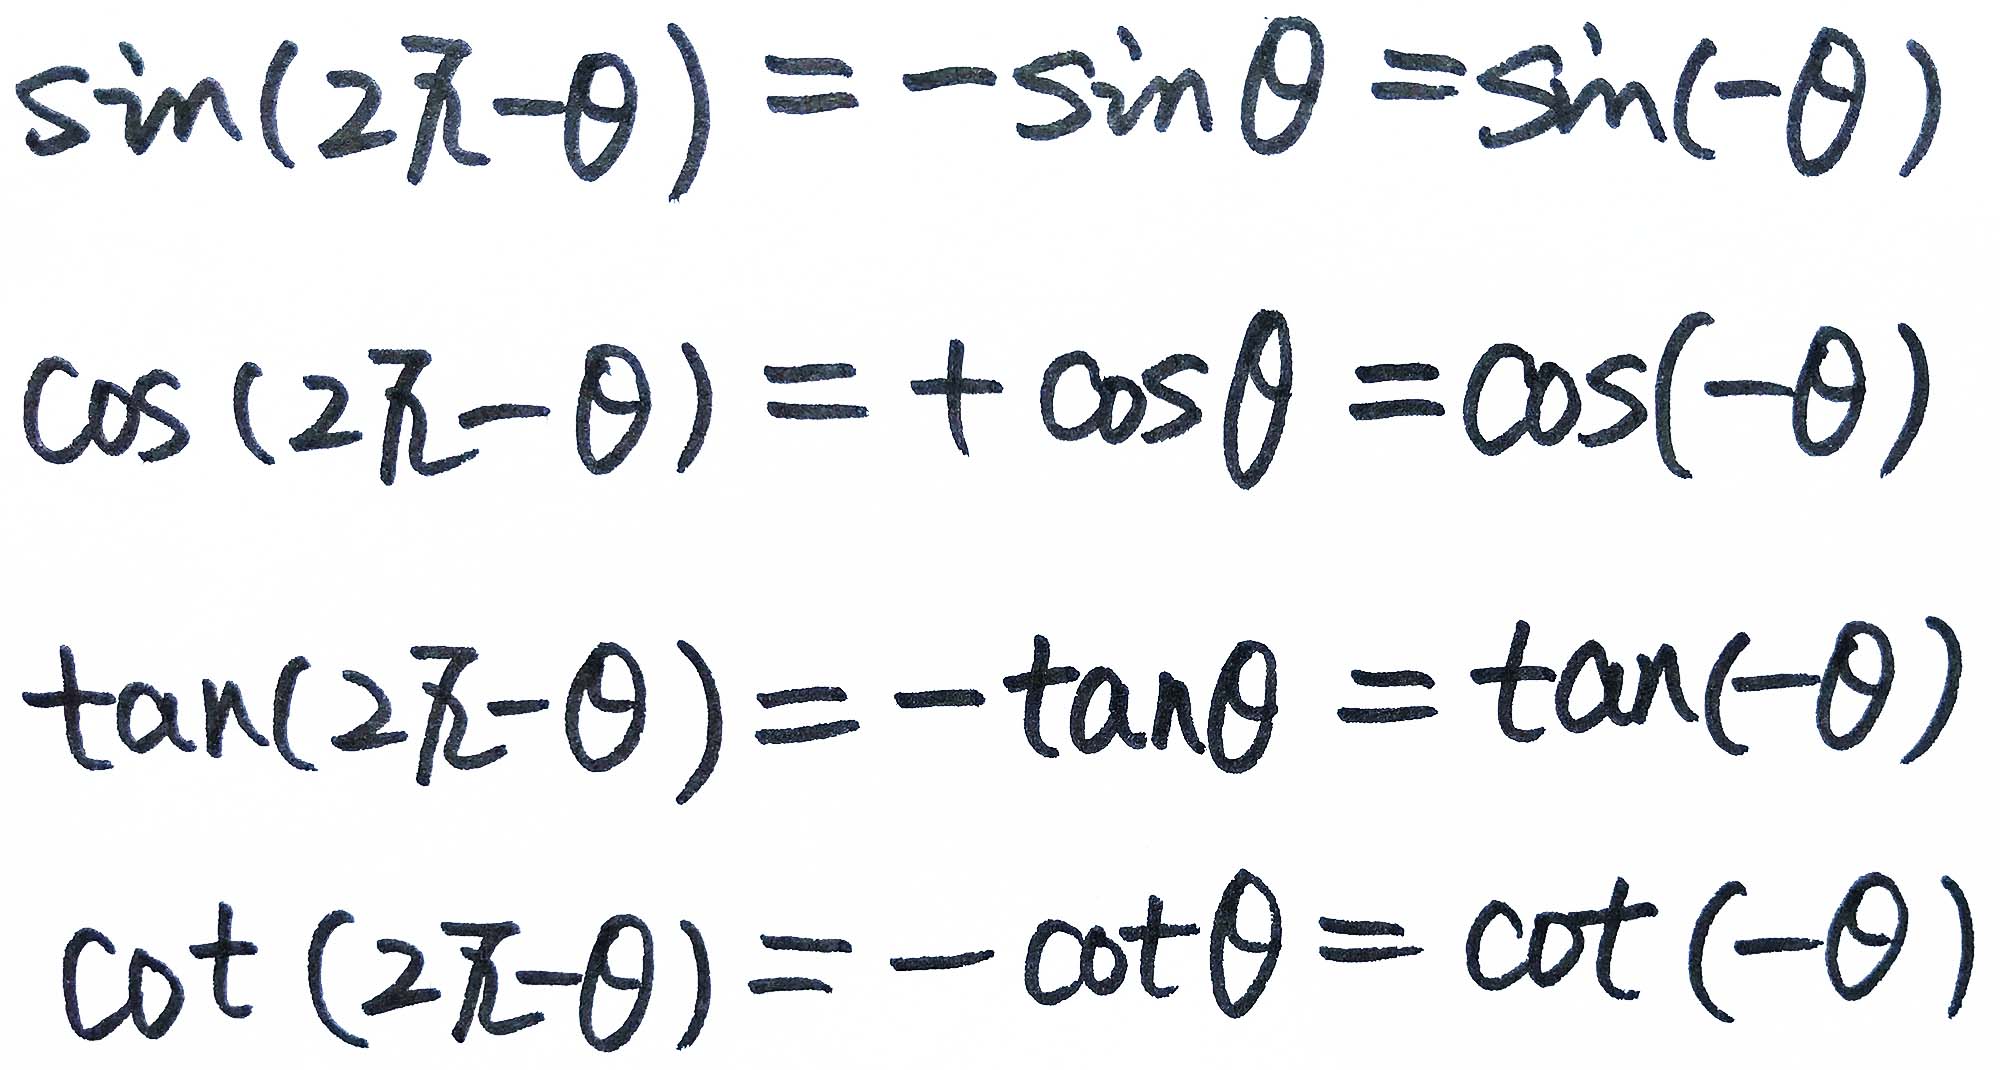 sin(2π-θ) = -sinθ = sin(-θ)
cos(2π-θ) = +cosθ = cos(-θ)
tan(2π-θ) = -tanθ = tan(-θ)
cot(2π-θ) = -cotθ = cot(-θ)